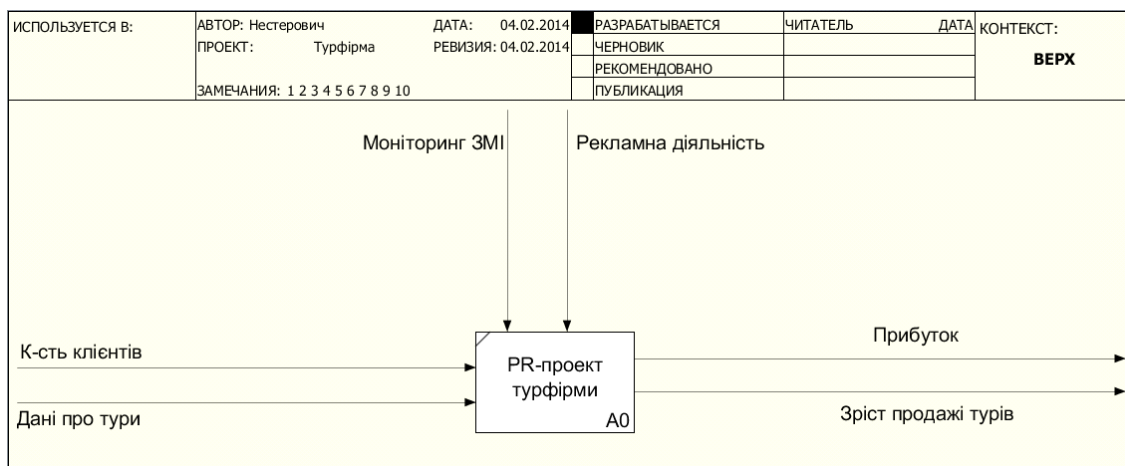 ИСПОЛЬЗУЕТСЯ В:
АВТОР: Нестерович
ДАТА: 04.02.2014
ПРОЕКТ: Турфірма
РЕВИЗИЯ: 04.02.2014
ЗАМЕЧАНИЯ: 1 2 3 4 5 6 7 8 9 10
РАЗРАБАТЫВАЕТСЯ
ЧЕРНОВИК
РЕКОМЕНДОВАНО
ПУБЛИКАЦИЯ
ЧИТАТЕЛЬ ДАТА
КОНТЕКСТ:
ВЕРХ
Моніторинг ЗМІ
Рекламна діяльність
К-сть клієнтів
Дані про тури
PR-проект
турфірми
A0
Прибуток
Зріст продажі турів